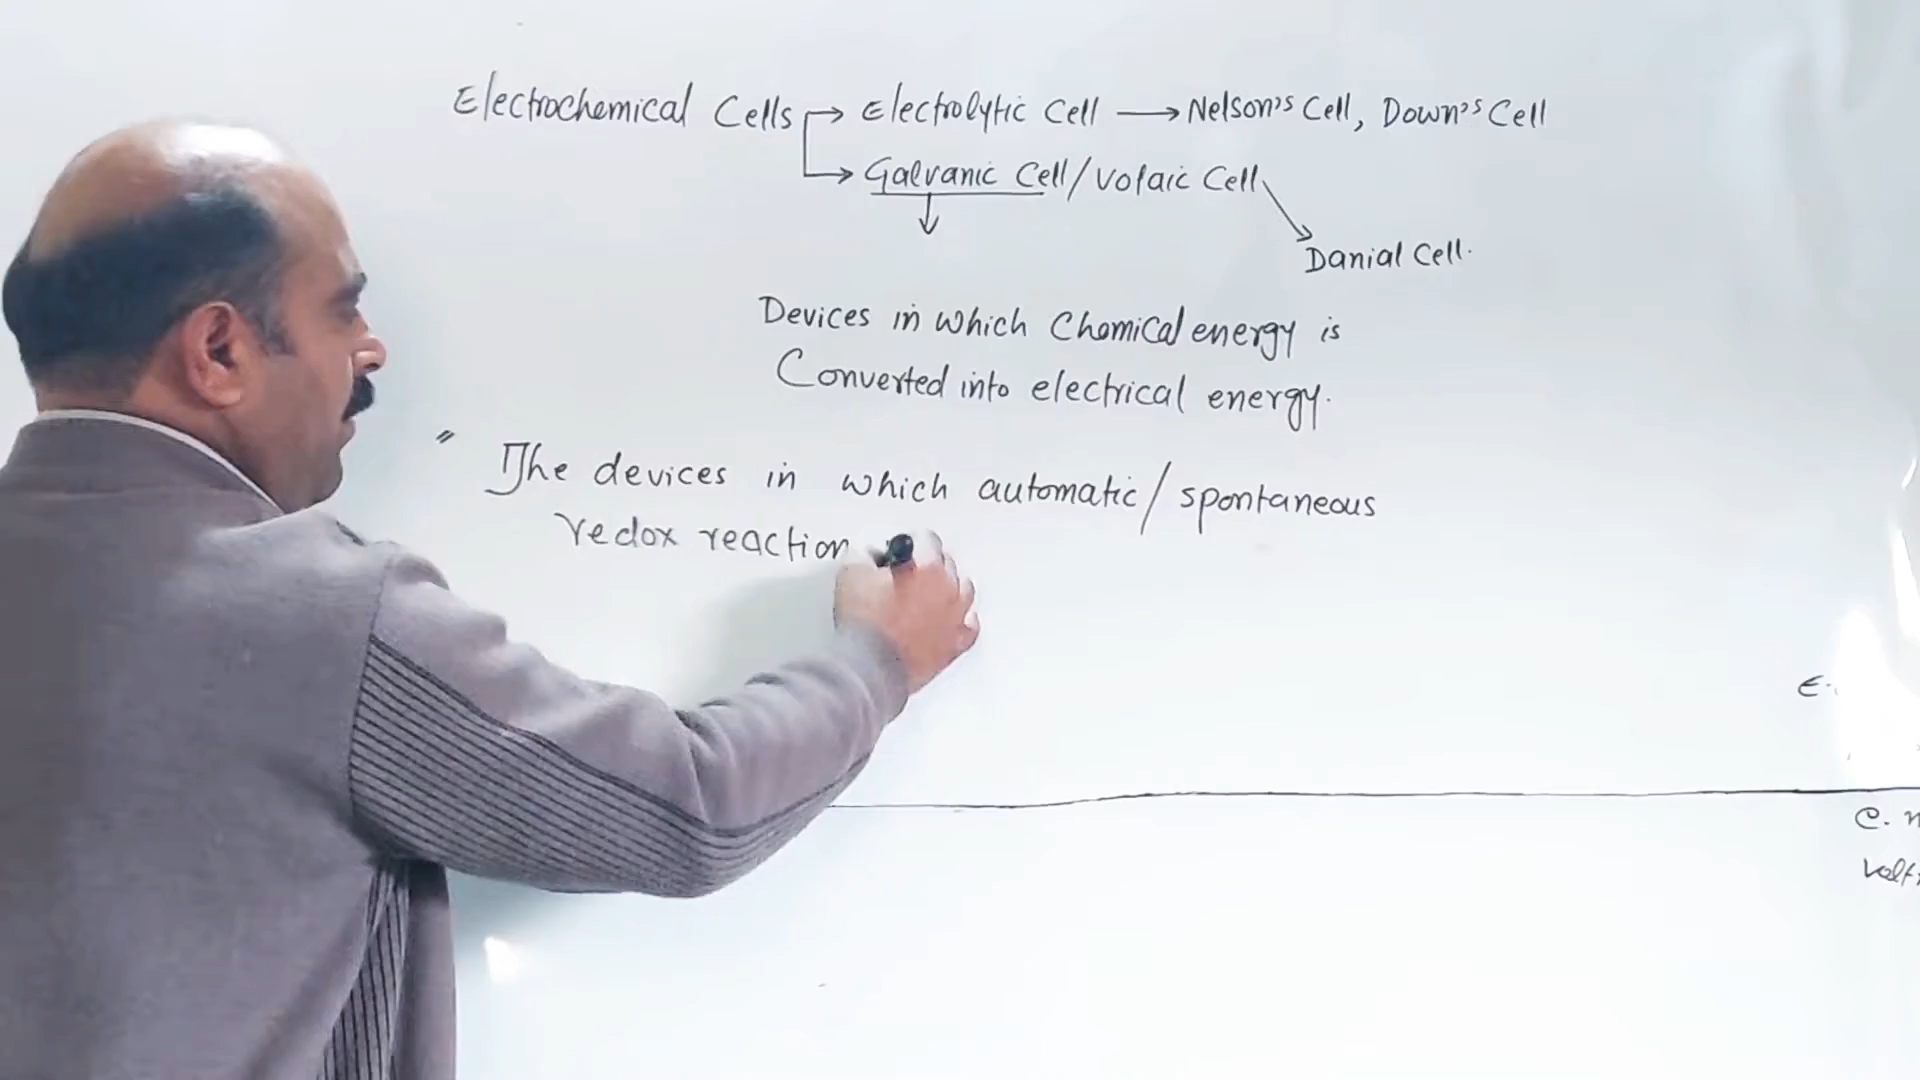 Electrochemical Cells → Electrolytic Cell → Nelson's Cell, Down's Cell
→ Galvanic Cell/Volaic Cell
Danial Cell.
Devices in which Chemical energy is
Converted into electrical energy.
" The devices in which automatic/spontaneous
redox reaction